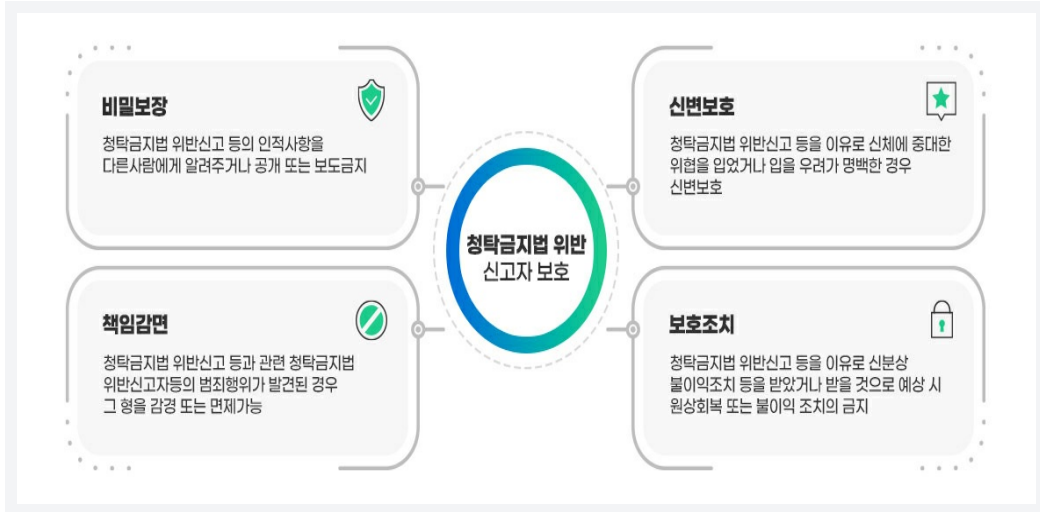 비밀보장
청탁금지법 위반신고 등의 인적사항을
다른사람에게 알려주거나 공개 또는 보도금지
신변보호
청탁금지법 위반신고 등을 이유로 신체에 중대한
위협을 입었거나 입을 우려가 명백한 경우
신변보호
청탁금지법 위반
신고자 보호
책임감면
청탁금지법 위반신고 등과 관련 청탁금지법
위반신고자등의 범죄행위가 발견된 경우
그 형을 감경 또는 면제가능
보호조치
청탁금지법 위반신고 등을 이유로 신분상
불이익조치 등을 받았거나 받을 것으로 예상 시
원상회복 또는 불이익 조치의 금지